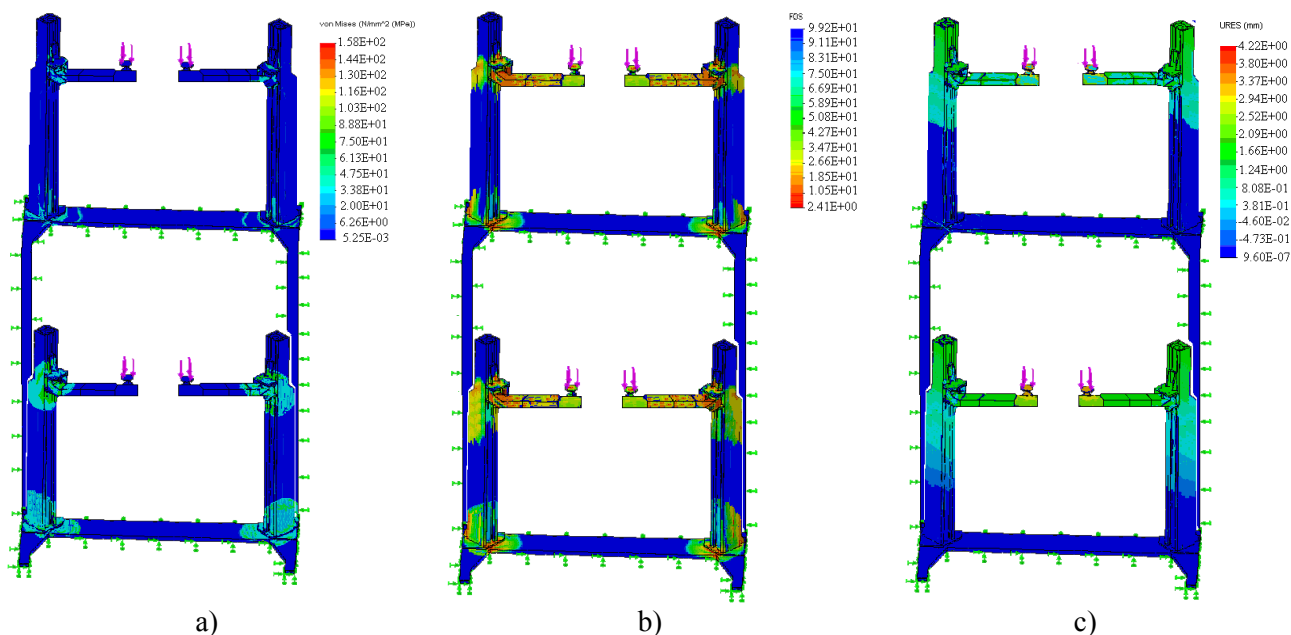 von Mises (N/mm^2 (MPa))
1.58E+02
1.44E+02
1.30E+02
1.16E+02
1.03E+02
8.88E+01
7.50E+01
6.13E+01
4.75E+01
3.38E+01
2.00E+01
6.26E+00
5.25E-03
FOS
9.92E+01
9.11E+01
8.31E+01
7.50E+01
6.69E+01
5.89E+01
5.08E+01
4.27E+01
3.47E+01
2.66E+01
1.85E+01
1.05E+01
2.41E+00
URES (mm)
4.22E+00
3.80E+00
3.37E+00
2.94E+00
2.52E+00
2.09E+00
1.66E+00
1.24E+00
8.08E-01
3.81E-01
-4.60E-02
-4.73E-01
9.60E-07
a)
b)
c)